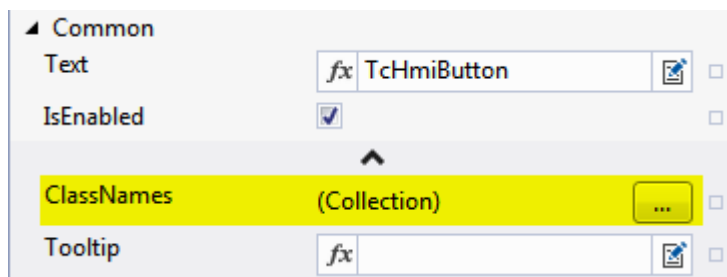 Common
Text fx TcHmiButton
IsEnabled
ClassNames (Collection) ...
Tooltip fx